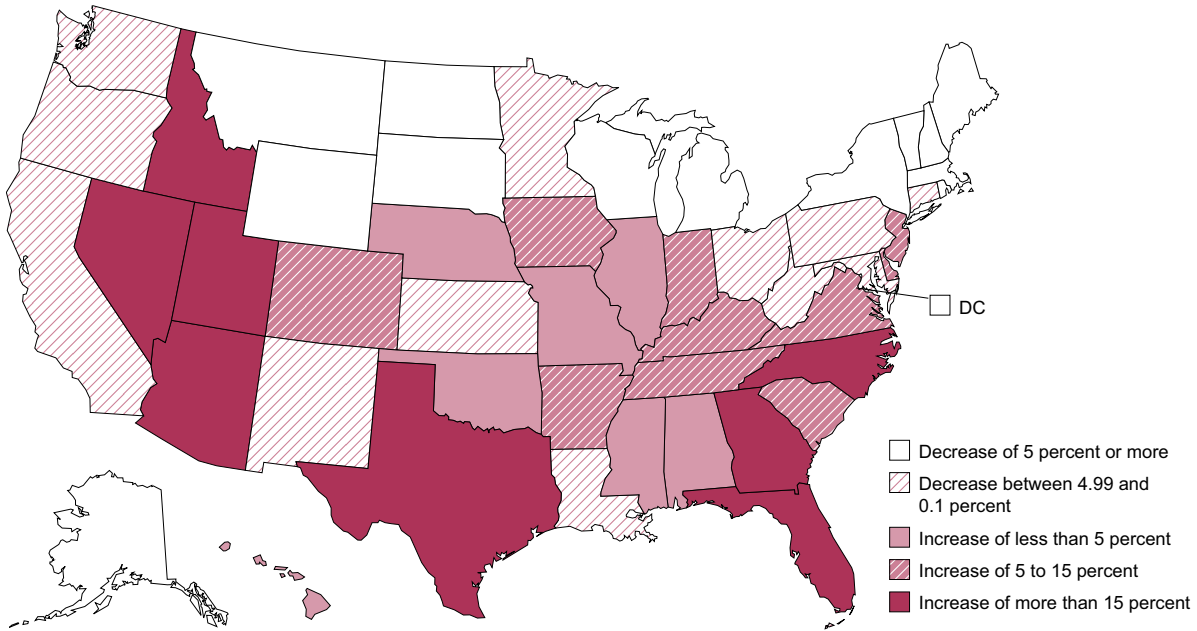 DC
Decrease of 5 percent or more
Decrease between 4.99 and
0.1 percent
Increase of less than 5 percent
Increase of 5 to 15 percent
Increase of more than 15 percent